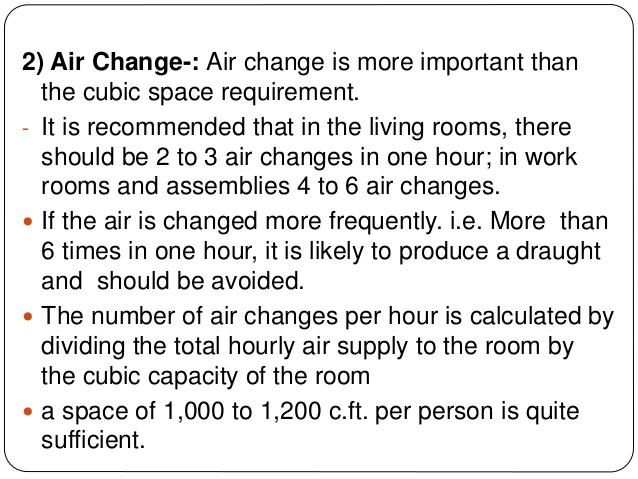 2) Air Change-: Air change is more important than
the cubic space requirement.
- It is recommended that in the living rooms, there
should be 2 to 3 air changes in one hour; in work
rooms and assemblies 4 to 6 air changes.
• If the air is changed more frequently. i.e. More than
6 times in one hour, it is likely to produce a draught
and should be avoided.
• The number of air changes per hour is calculated by
dividing the total hourly air supply to the room by
the cubic capacity of the room
• a space of 1,000 to 1,200 c.ft. per person is quite
sufficient.